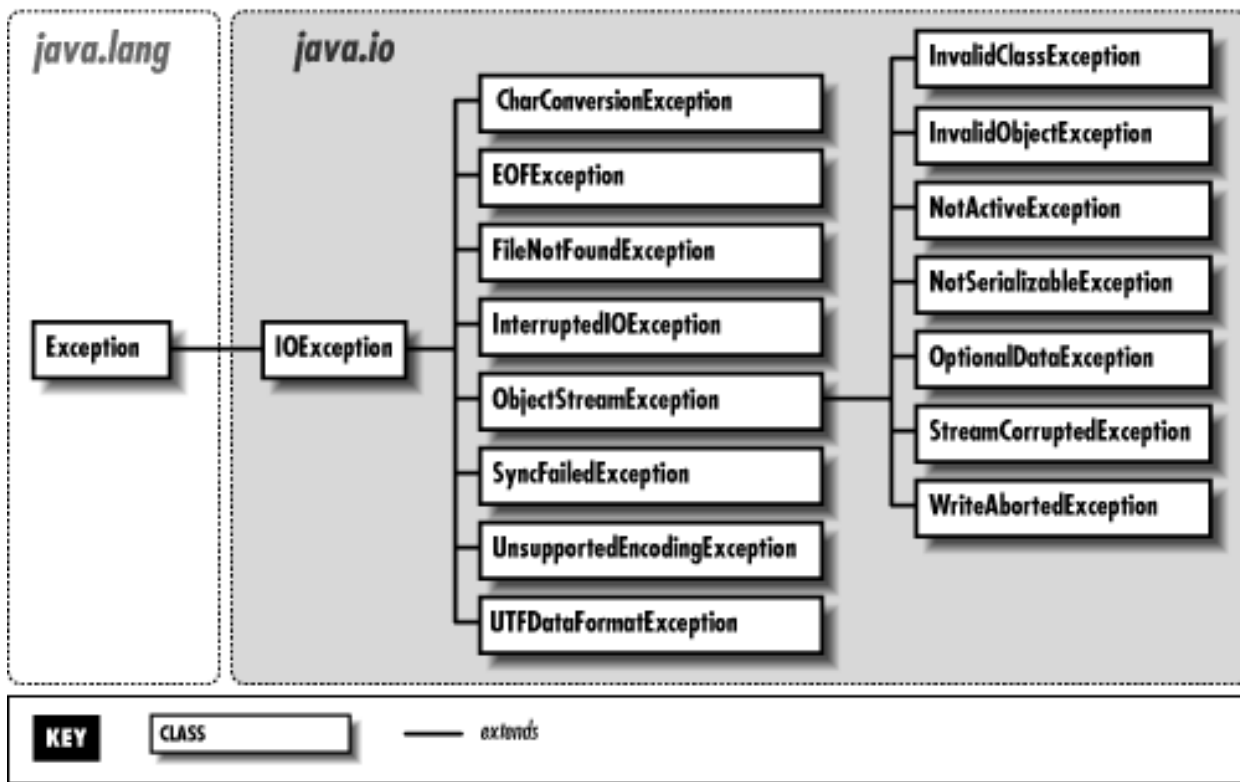 java.lang
java.io
Exception
IOException
CharConversionException
EOFException
FileNotFoundException
InterruptedIOException
ObjectStreamException
SyncFailedException
UnsupportedEncodingException
UTFDataFormatException
InvalidClassException
InvalidObjectException
NotActiveException
NotSerializableException
OptionalDataException
StreamCorruptedException
WriteAbortedException
KEY
CLASS
extends